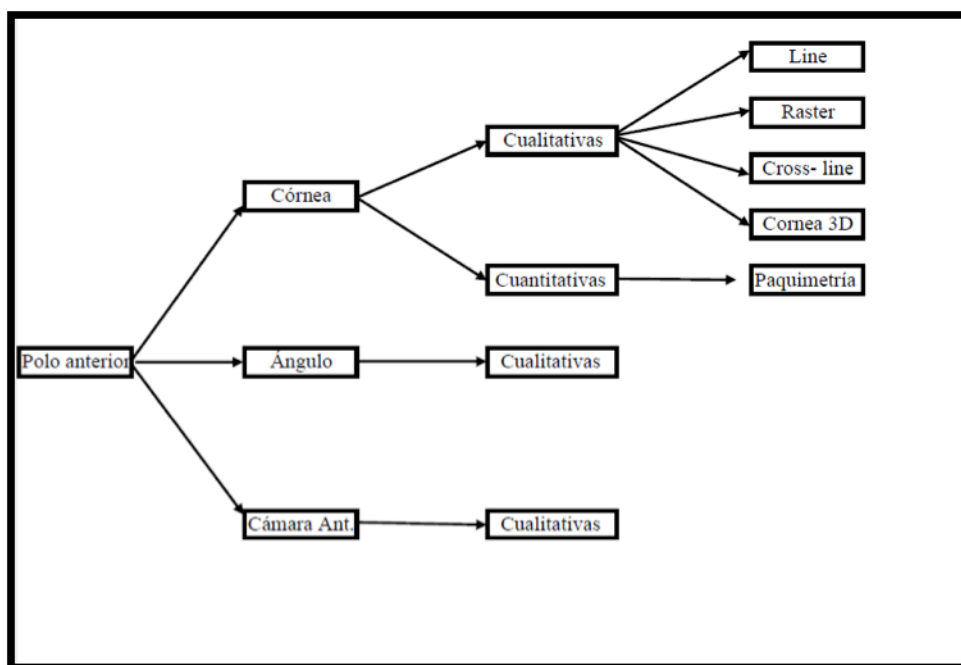 Line
Raster
Cualitativas
Cross- line
Córnea
Cornea 3D
Cuantitativas
Paquimetría
Polo anterior
Ángulo
Cualitativas
Cámara Ant.
Cualitativas